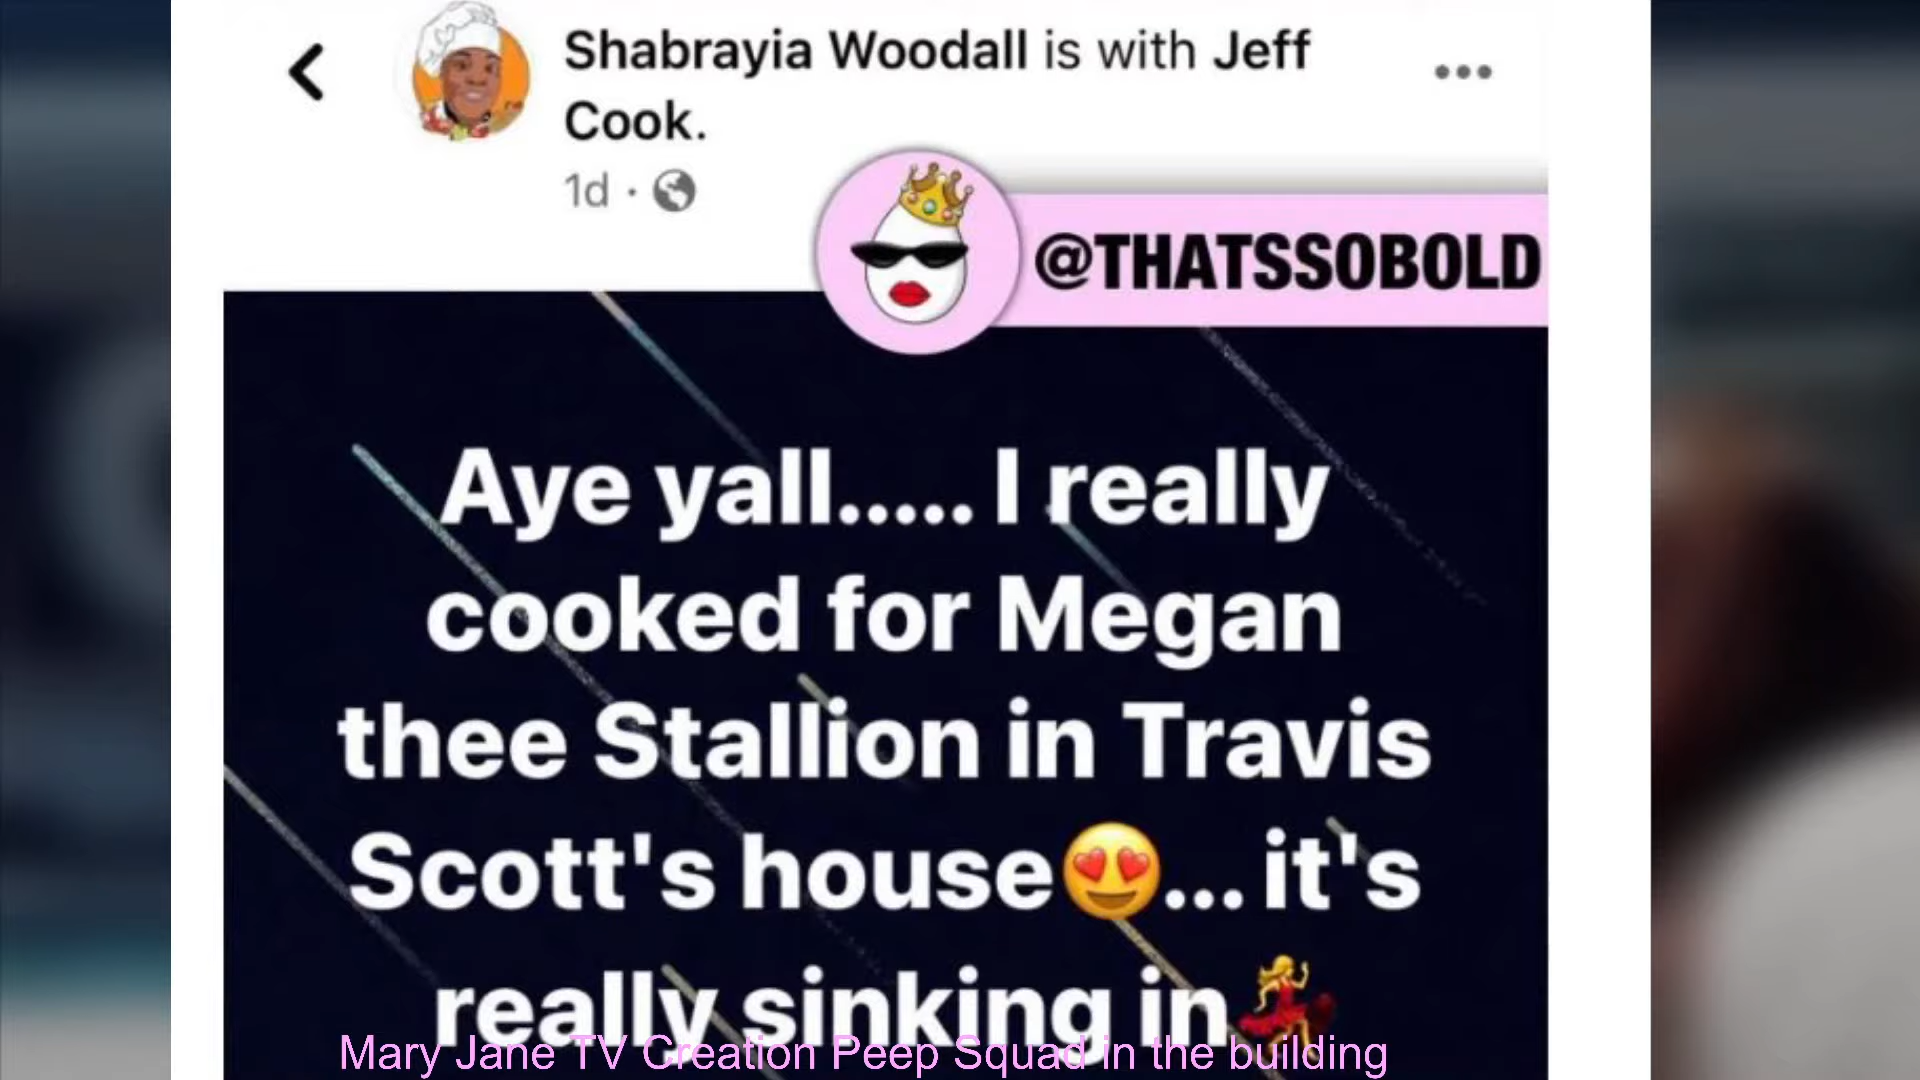 Shabrayia Woodall is with Jeff
Cook.
1d ·
@THATSSOBOLD
Aye yall..... I really
cooked for Megan
thee Stallion in Travis
Scott's house😍... it's
really sinking in💃
Mary Jane TV Creation Peep Squad in the building